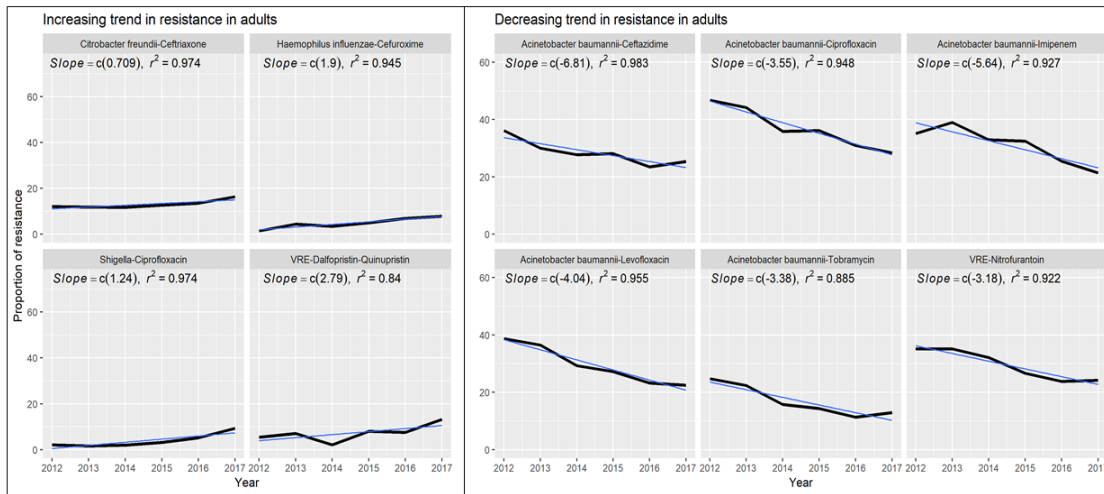 Increasing trend in resistance in adults
Citrobacter freundii-Ceftriaxone
Haemophilus influenzae-Cefuroxime
Slope = c(0.709), r² = 0.974
Slope = c(1.9), r² = 0.945
60
40
20
0
Shigella-Ciprofloxacin
VRE-Dalfopristin-Quinupristin
Slope = c(1.24), r² = 0.974
Slope = c(2.79), r² = 0.84
60
40
20
0
2012 2013 2014 2015 2016 2017
2012 2013 2014 2015 2016 2017
Proportion of resistance
Year
Decreasing trend in resistance in adults
Acinetobacter baumannii-Ceftazidime
Acinetobacter baumannii-Ciprofloxacin
Acinetobacter baumannii-Imipenem
Slope = c(-6.81), r² = 0.983
Slope = c(-3.55), r² = 0.948
Slope = c(-5.64), r² = 0.927
60
40
20
0
Acinetobacter baumannii-Levofloxacin
Acinetobacter baumannii-Tobramycin
VRE-Nitrofurantoin
Slope = c(-4.04), r² = 0.955
Slope = c(-3.38), r² = 0.885
Slope = c(-3.18), r² = 0.922
60
40
20
0
2012 2013 2014 2015 2016 2017
2012 2013 2014 2015 2016 2017
2012 2013 2014 2015 2016 2017
Year